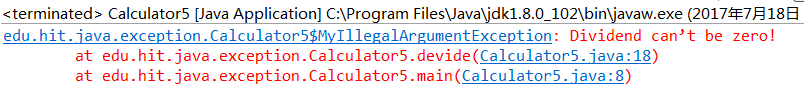 <terminated> Calculator5 [Java Application] C:\Program Files\Java\jdk1.8.0_102\bin\javaw.exe (2017年7月18日
edu.hit.java.exception.Calculator5$MyIllegalArgumentException: Dividend can’t be zero!
at edu.hit.java.exception.Calculator5.devide(Calculator5.java:18)
at edu.hit.java.exception.Calculator5.main(Calculator5.java:8)